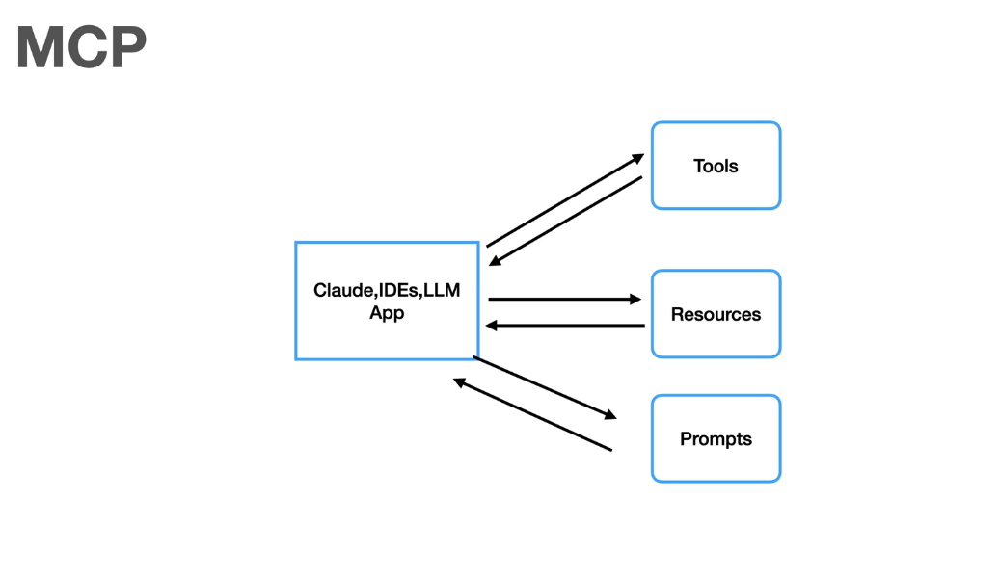 MCP
Tools
Claude,IDEs,LLM
App
Resources
Prompts